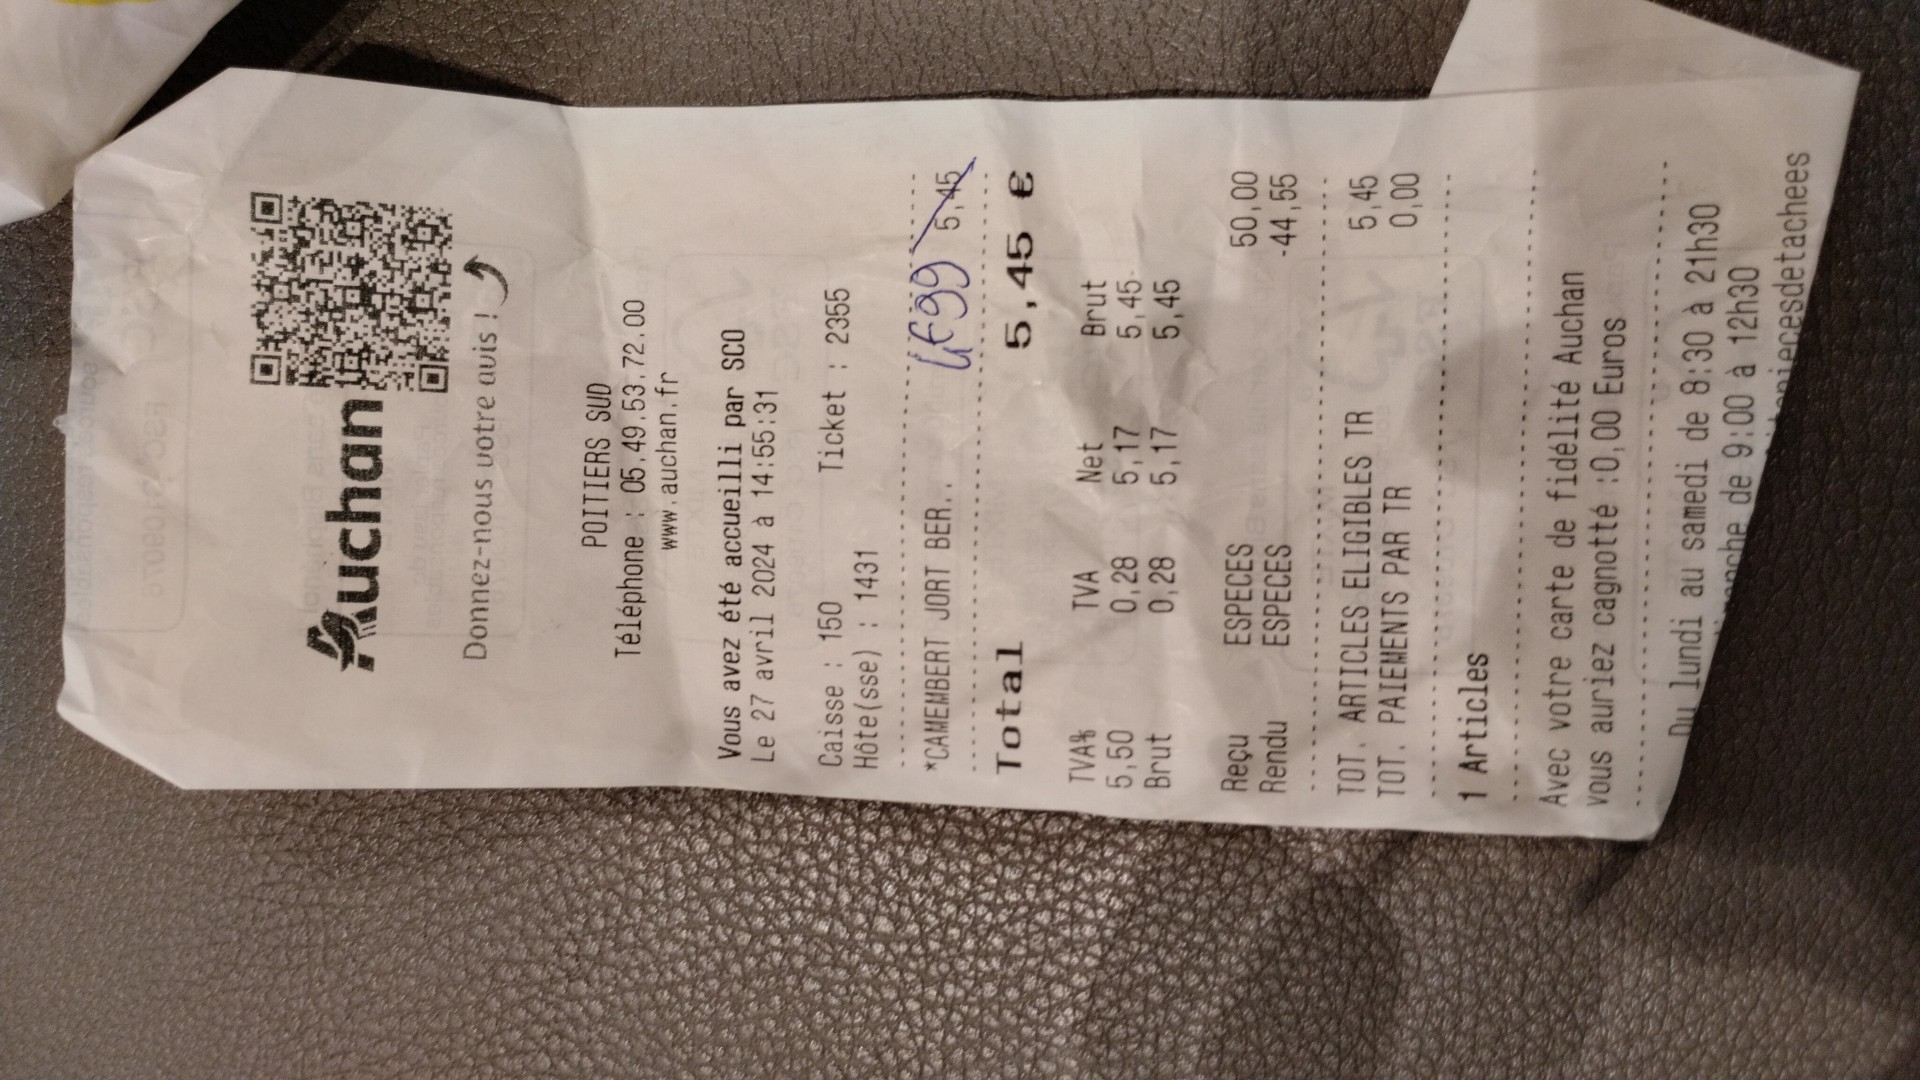 Auchan
Donnez-nous votre avis !
POITIERS SUD
Téléphone : 05.49.53.72.00
www.auchan.fr
Vous avez été accueilli par SCO
Le 27 avril 2024 à 14:55:31
Caisse : 150 Ticket : 2355
Hôte(sse) : 1431
*CAMEMBERT JORT BER.. 4€99 5,45
Total 5,45 €
TVA% TVA Net Brut
5,50 0,28 5,17 5,45
Brut 0,28 5,17 5,45
Reçu ESPECES 50,00
Rendu ESPECES -44,55
TOT. ARTICLES ELIGIBLES TR 5,45
TOT. PAIEMENTS PAR TR 0,00
1 Articles
Avec votre carte de fidélité Auchan
vous auriez cagnotté :0,00 Euros
Du lundi au samedi de 8:30 à 21h30
de 9:00 à 12h30